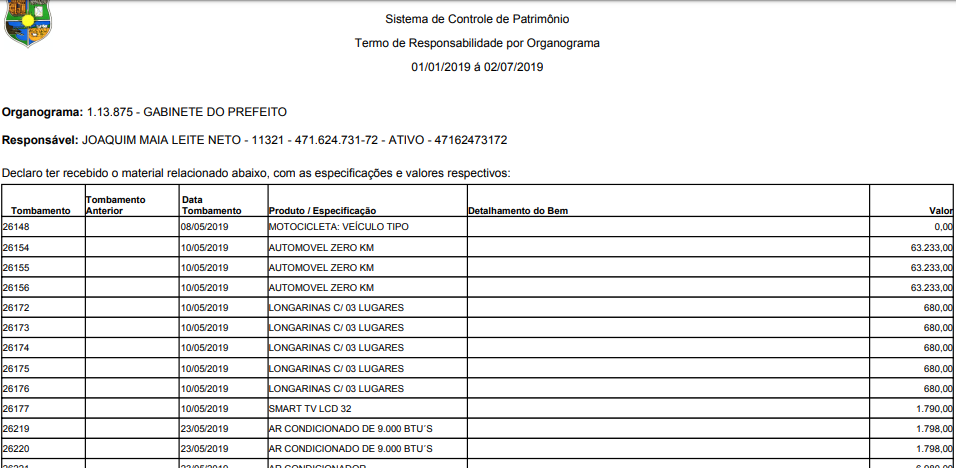 Sistema de Controle de Patrimônio
Termo de Responsabilidade por Organograma
01/01/2019 á 02/07/2019
Organograma: 1.13.875 - GABINETE DO PREFEITO
Responsável: JOAQUIM MAIA LEITE NETO - 11321 - 471.624.731-72 - ATIVO - 47162473172
Declaro ter recebido o material relacionado abaixo, com as especificações e valores respectivos:
Tombamento Tombamento Anterior Data Tombamento Produto / Especificação Detalhamento do Bem Valor
26148 08/05/2019 MOTOCICLETA: VEÍCULO TIPO 0,00
26154 10/05/2019 AUTOMOVEL ZERO KM 63.233,00
26155 10/05/2019 AUTOMOVEL ZERO KM 63.233,00
26156 10/05/2019 AUTOMOVEL ZERO KM 63.233,00
26172 10/05/2019 LONGARINAS C/ 03 LUGARES 680,00
26173 10/05/2019 LONGARINAS C/ 03 LUGARES 680,00
26174 10/05/2019 LONGARINAS C/ 03 LUGARES 680,00
26175 10/05/2019 LONGARINAS C/ 03 LUGARES 680,00
26176 10/05/2019 LONGARINAS C/ 03 LUGARES 680,00
26177 10/05/2019 SMART TV LCD 32 1.790,00
26219 23/05/2019 AR CONDICIONADO DE 9.000 BTU´S 1.798,00
26220 23/05/2019 AR CONDICIONADO DE 9.000 BTU´S 1.798,00
23/05/2019 AR CONDICIONADOR